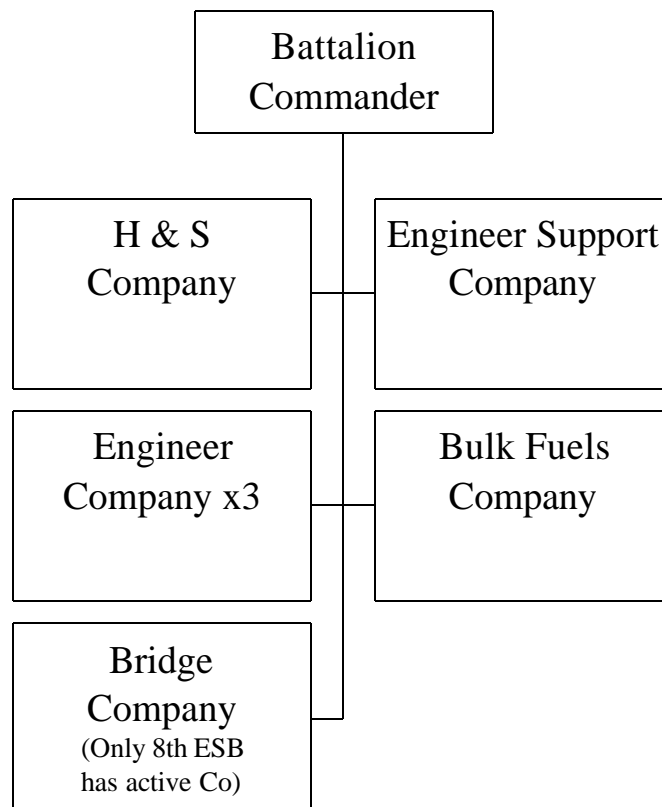 Battalion
Commander
H & S
Company
Engineer Support
Company
Engineer
Company x3
Bulk Fuels
Company
Bridge
Company
(Only 8th ESB
has active Co)